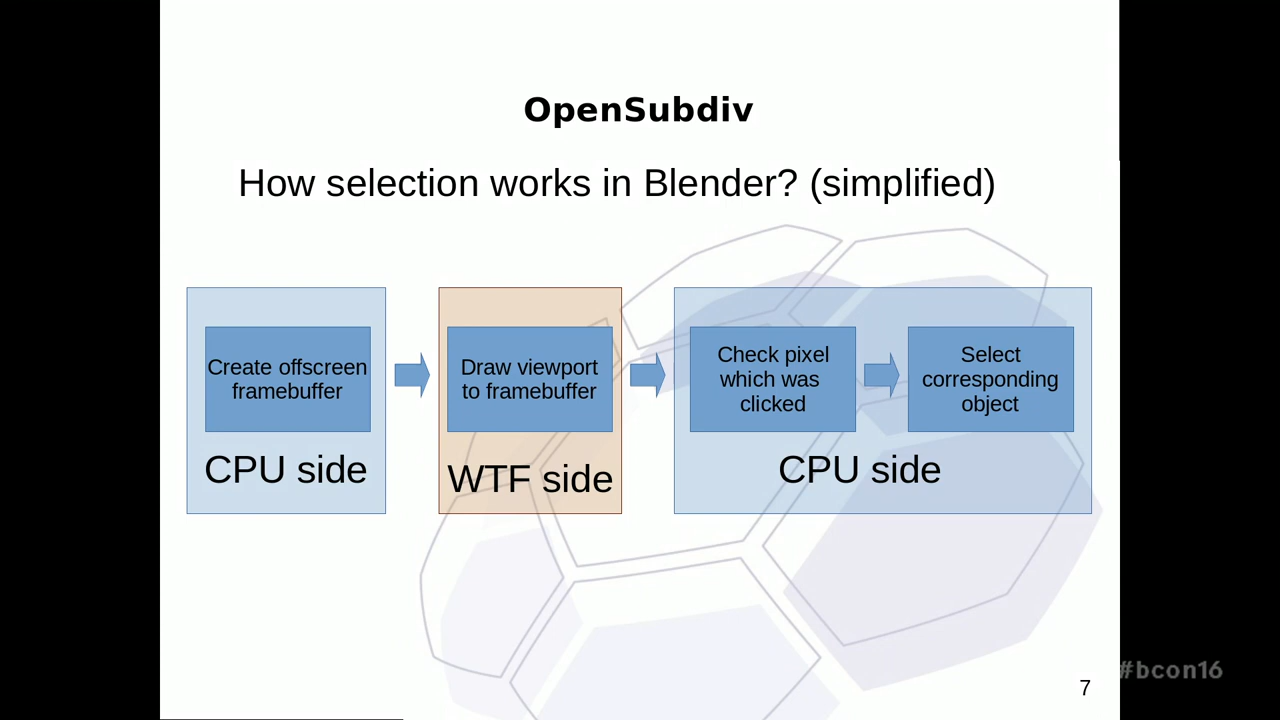 OpenSubdiv
How selection works in Blender? (simplified)
Create offscreen
framebuffer
CPU side
Draw viewport
to framebuffer
WTF side
Check pixel
which was
clicked
Select
corresponding
object
CPU side
7
#bcon16